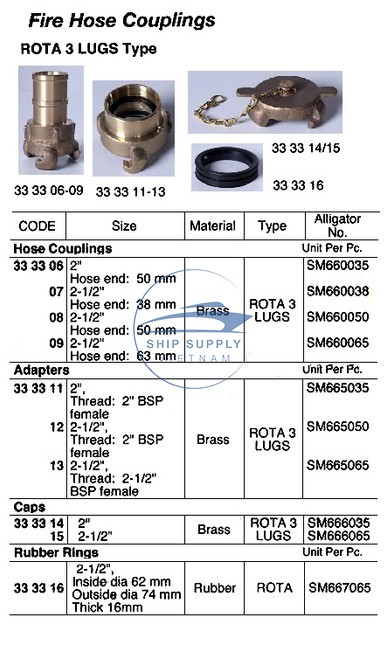 Fire Hose Couplings
ROTA 3 LUGS Type
33 33 14/15
33 33 06-09
33 33 11-13
33 33 16
CODE Size Material Type Alligator No.
Hose Couplings Unit Per Pc.
33 33 06 2" SM660035
Hose end: 50 mm
07 2-1/2" SM660038
Hose end: 38 mm
08 2-1/2" Brass ROTA 3 LUGS SM660050
Hose end: 50 mm
09 2-1/2" SM660065
Hose end: 63 mm
SHIP SUPPLY
VIETNAM
Adapters Unit Per Pc.
33 33 11 2", SM665035
Thread: 2" BSP
female
12 2-1/2", SM665050
Thread: 2" BSP Brass ROTA 3 LUGS
female
13 2-1/2", SM665065
Thread: 2-1/2"
BSP female
Caps
33 33 14 2" Brass ROTA 3 SM666035
15 2-1/2" LUGS SM666065
Rubber Rings Unit Per Pc.
2-1/2",
Inside dia 62 mm
33 33 16 Outside dia 74 mm Rubber ROTA SM667065
Thick 16mm